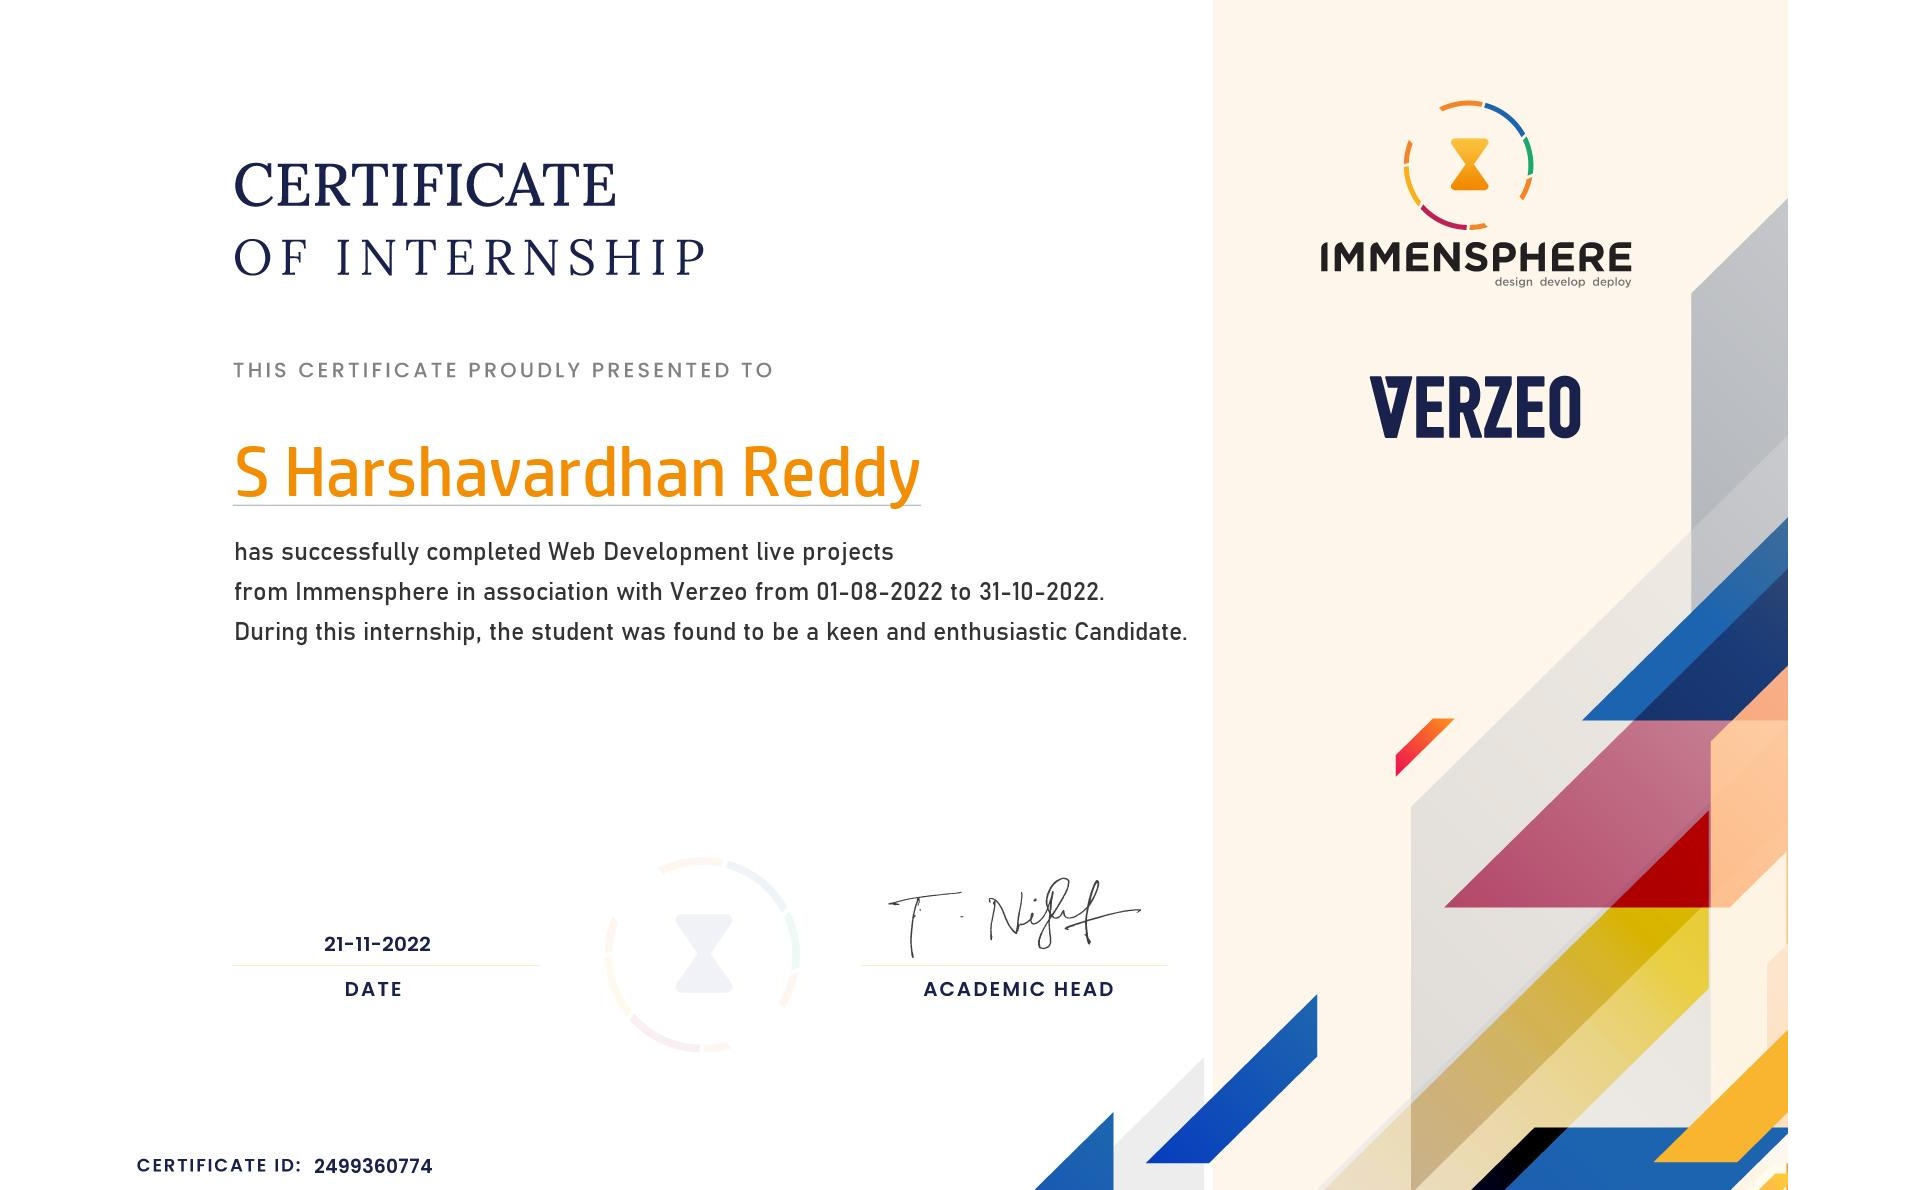 CERTIFICATE
OF INTERNSHIP
THIS CERTIFICATE PROUDLY PRESENTED TO
S Harshavardhan Reddy
has successfully completed Web Development live projects
from Immensphere in association with Verzeo from 01-08-2022 to 31-10-2022.
During this internship, the student was found to be a keen and enthusiastic Candidate.
21-11-2022
DATE
ACADEMIC HEAD
CERTIFICATE ID: 2499360774
IMMENSPHERE
design develop deploy
VERZEO